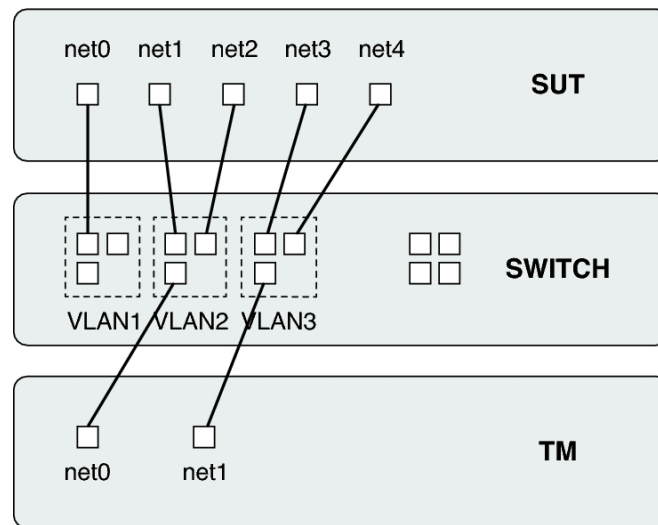 net0 net1 net2 net3 net4
SUT
SWITCH
VLAN1 VLAN2 VLAN3
TM
net0 net1